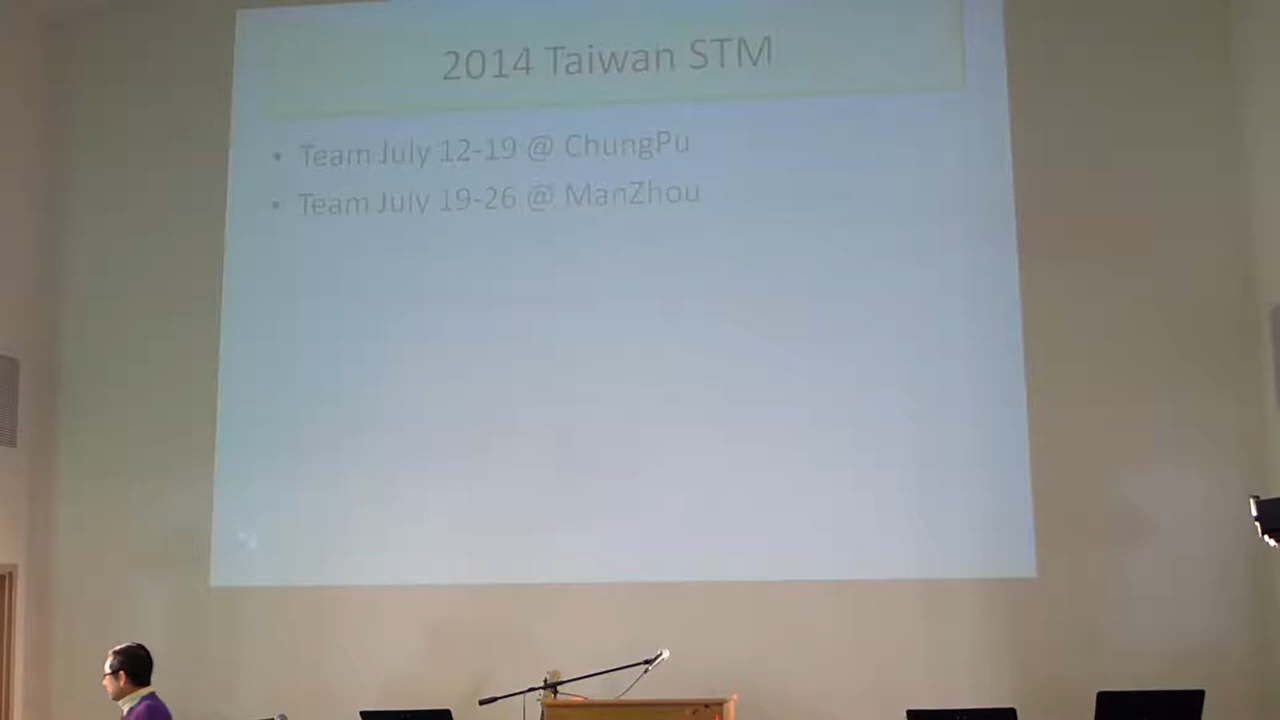 2014 Taiwan STM
• Team July 12-19 @ ChungPu
• Team July 19-26 @ ManZhou